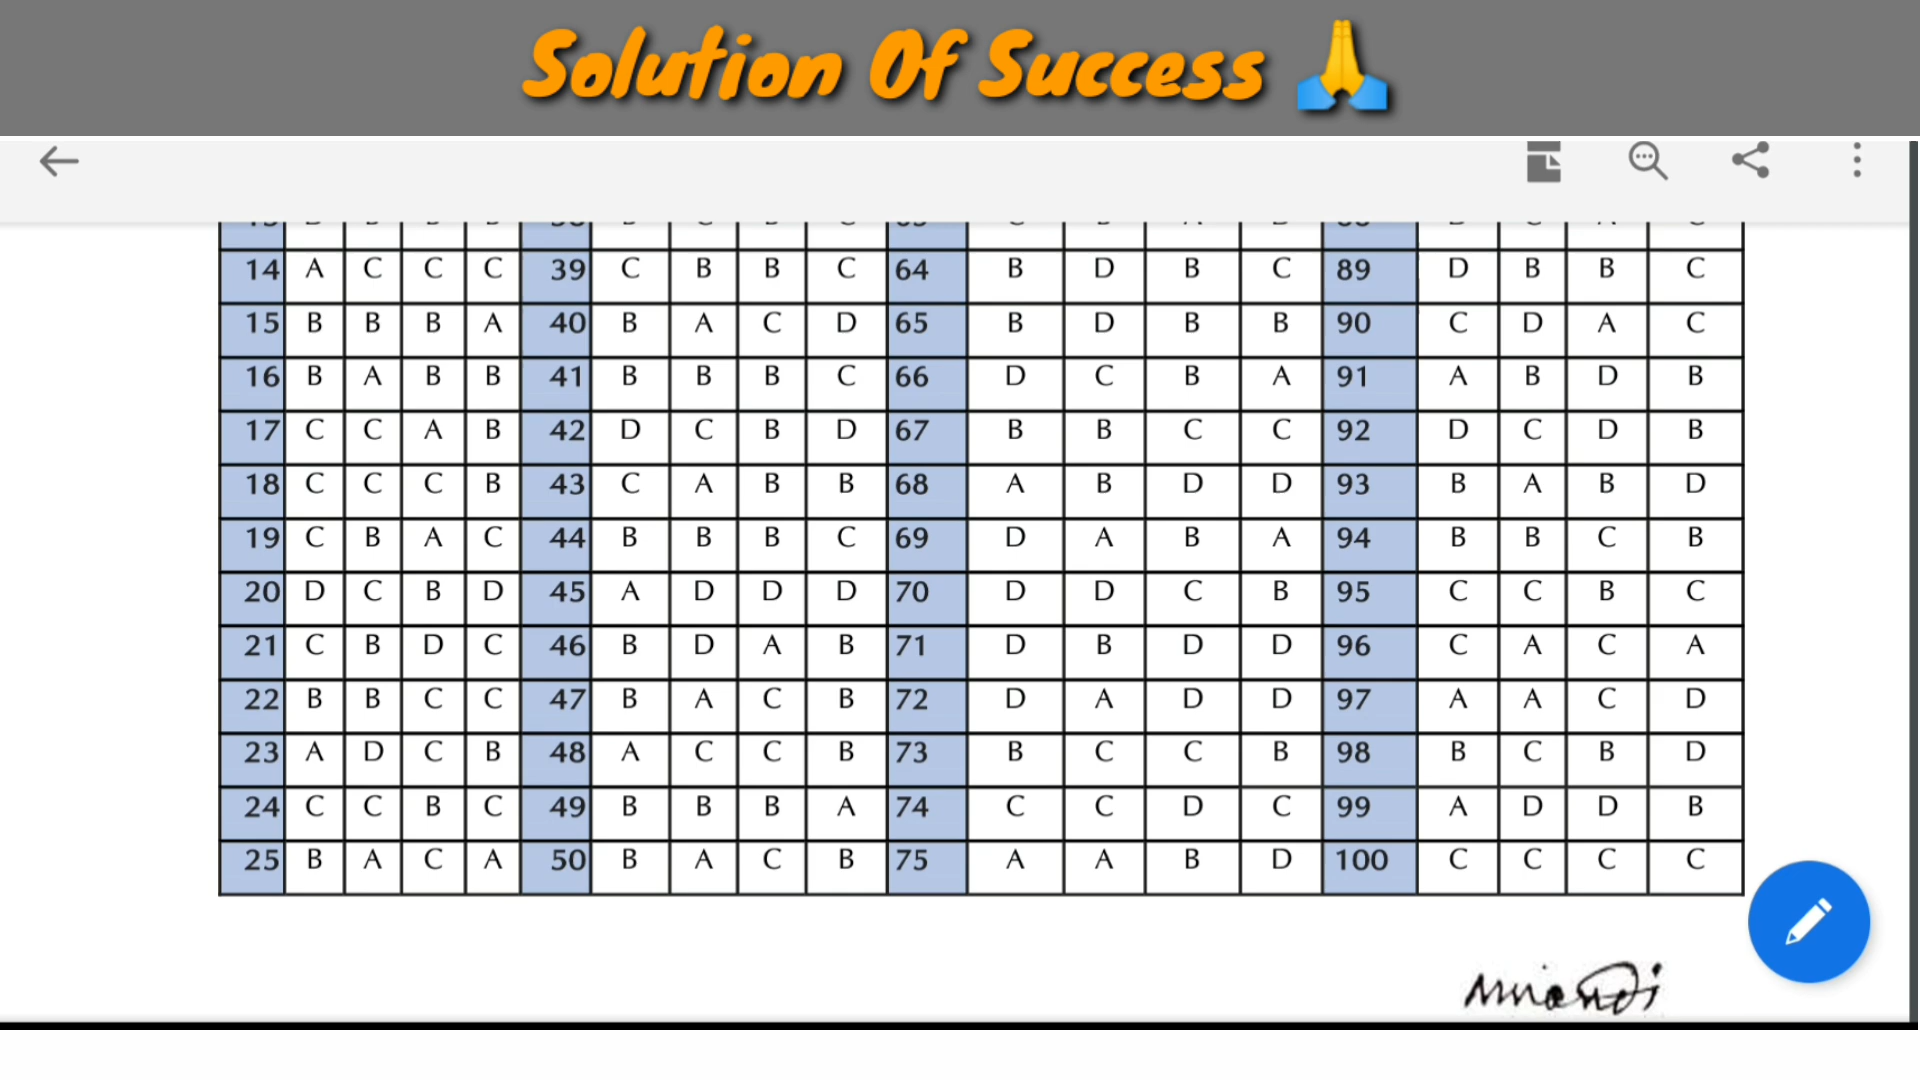 Solution Of Success 🙏
14 A C C C 39 C B B C 64 B D B C 89 D B B C
15 B B B A 40 B A C D 65 B D B B 90 C D A C
16 B A B B 41 B B B C 66 D C B A 91 A B D B
17 C C A B 42 D C B D 67 B B C C 92 D C D B
18 C C C B 43 C A B B 68 A B D D 93 B A B D
19 C B A C 44 B B B C 69 D A B A 94 B B C B
20 D C B D 45 A D D D 70 D D C B 95 C C B C
21 C B D C 46 B D A B 71 D B D D 96 C A C A
22 B B C C 47 B A C B 72 D A D D 97 A A C D
23 A D C B 48 A C C B 73 B C C B 98 B C B D
24 C C B C 49 B B B A 74 C C D C 99 A D D B
25 B A C A 50 B A C B 75 A A B D 100 C C C C